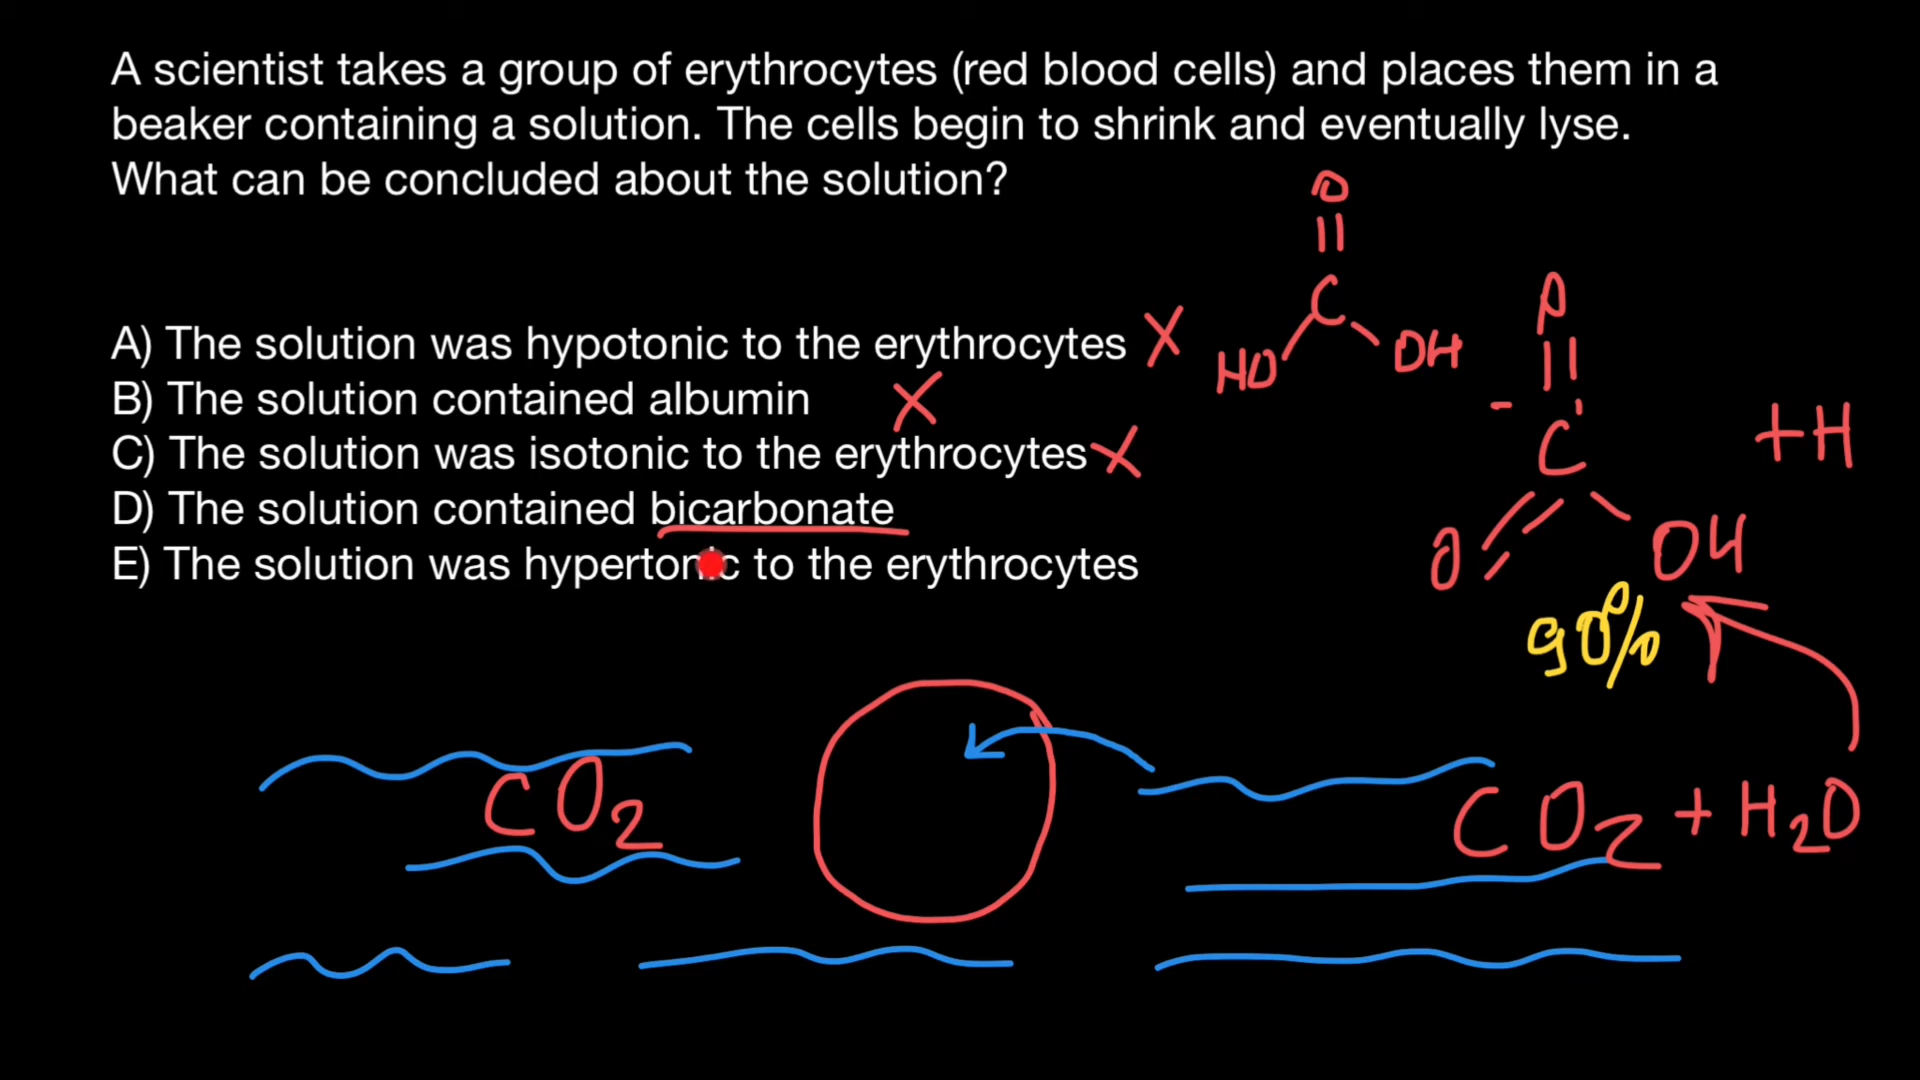 A scientist takes a group of erythrocytes (red blood cells) and places them in a
beaker containing a solution. The cells begin to shrink and eventually lyse.
What can be concluded about the solution?
O
C
HO
OH
A) The solution was hypotonic to the erythrocytes X
B) The solution contained albumin X
C) The solution was isotonic to the erythrocytes X
D) The solution contained bicarbonate
E) The solution was hypertonic to the erythrocytes
-
C
+H
O
OH
90%
CO2
CO2 + H2O